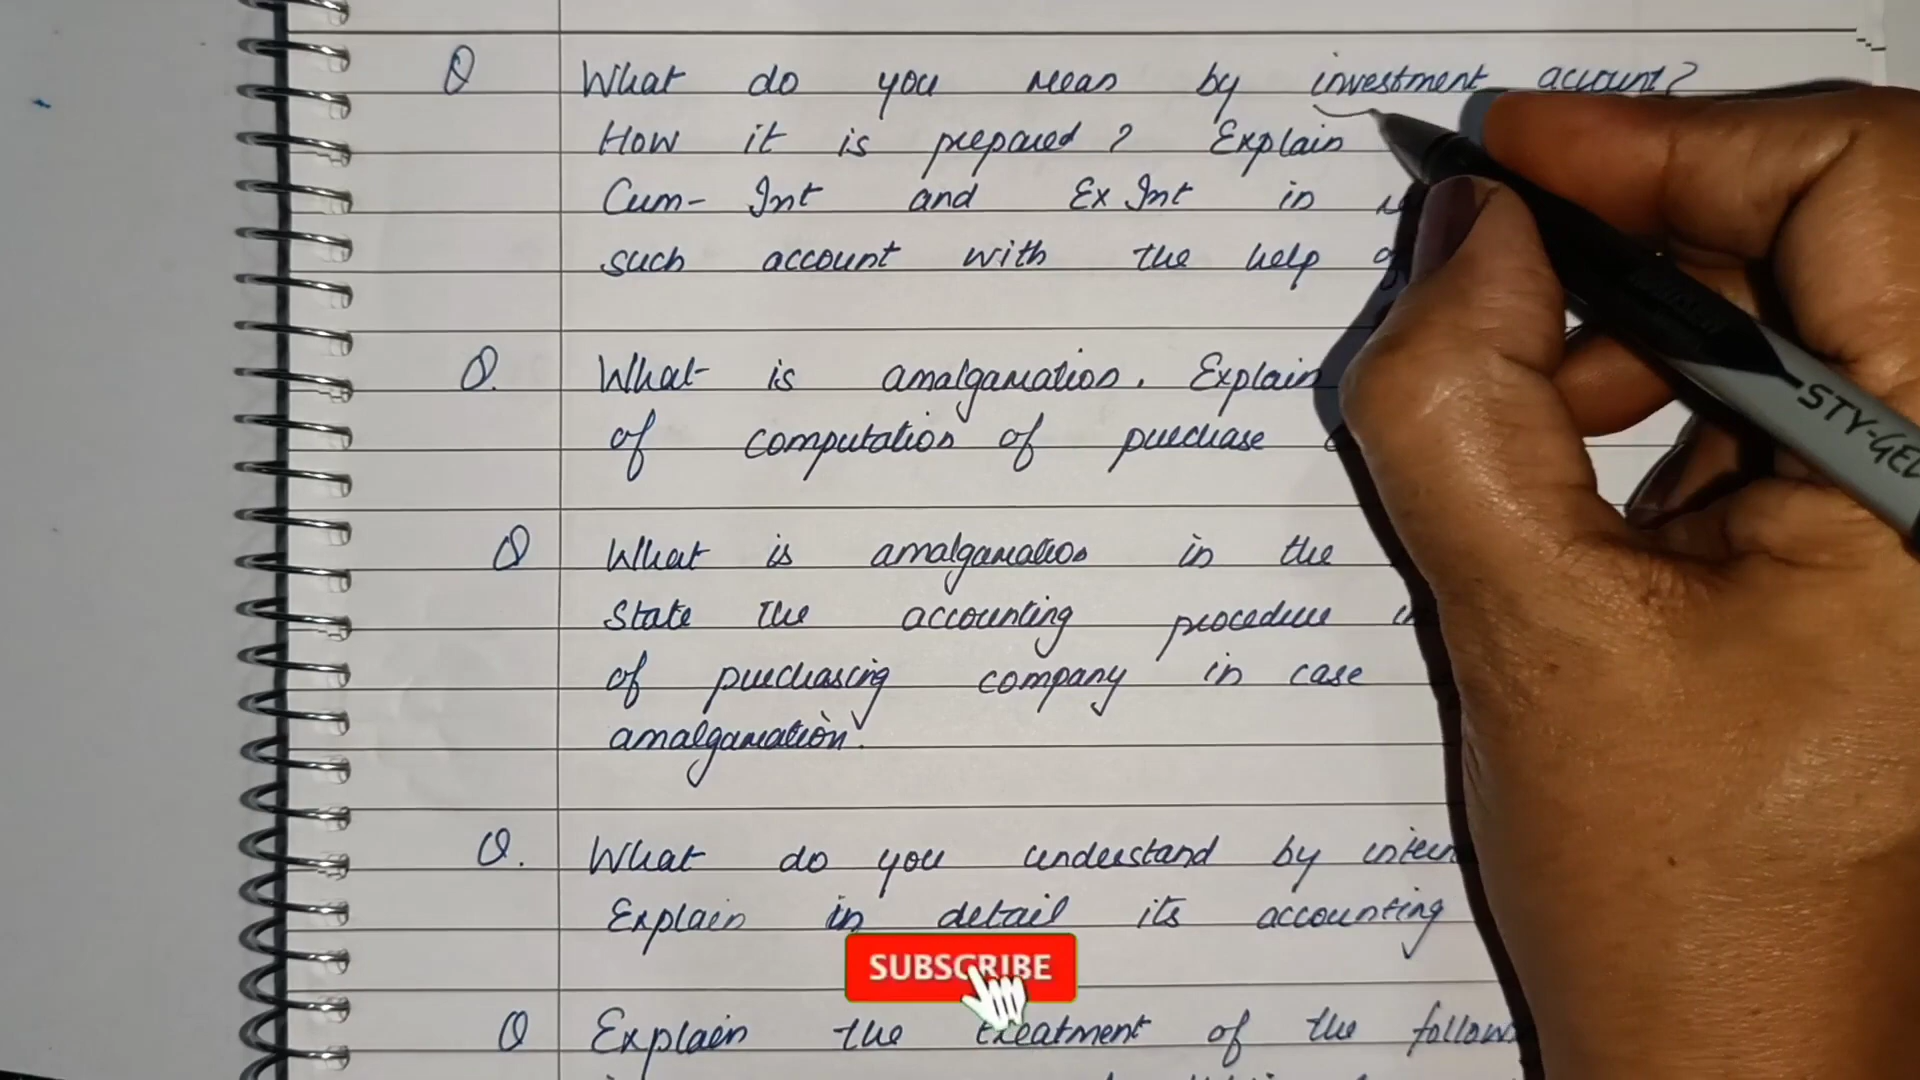 Q What do you mean by investment account?
How it is prepared? Explain
Cum-Int and Ex Int in
such account with the help
Q. What is amalgamation. Explain
of computation of purchase
Q What is amalgamation in the
State the accounting procedure
of purchasing company in case
amalgamation.
Q. What do you understand by
Explain in detail its accounting
SUBSCRIBE
Q Explain the treatment of the
STY-GEL